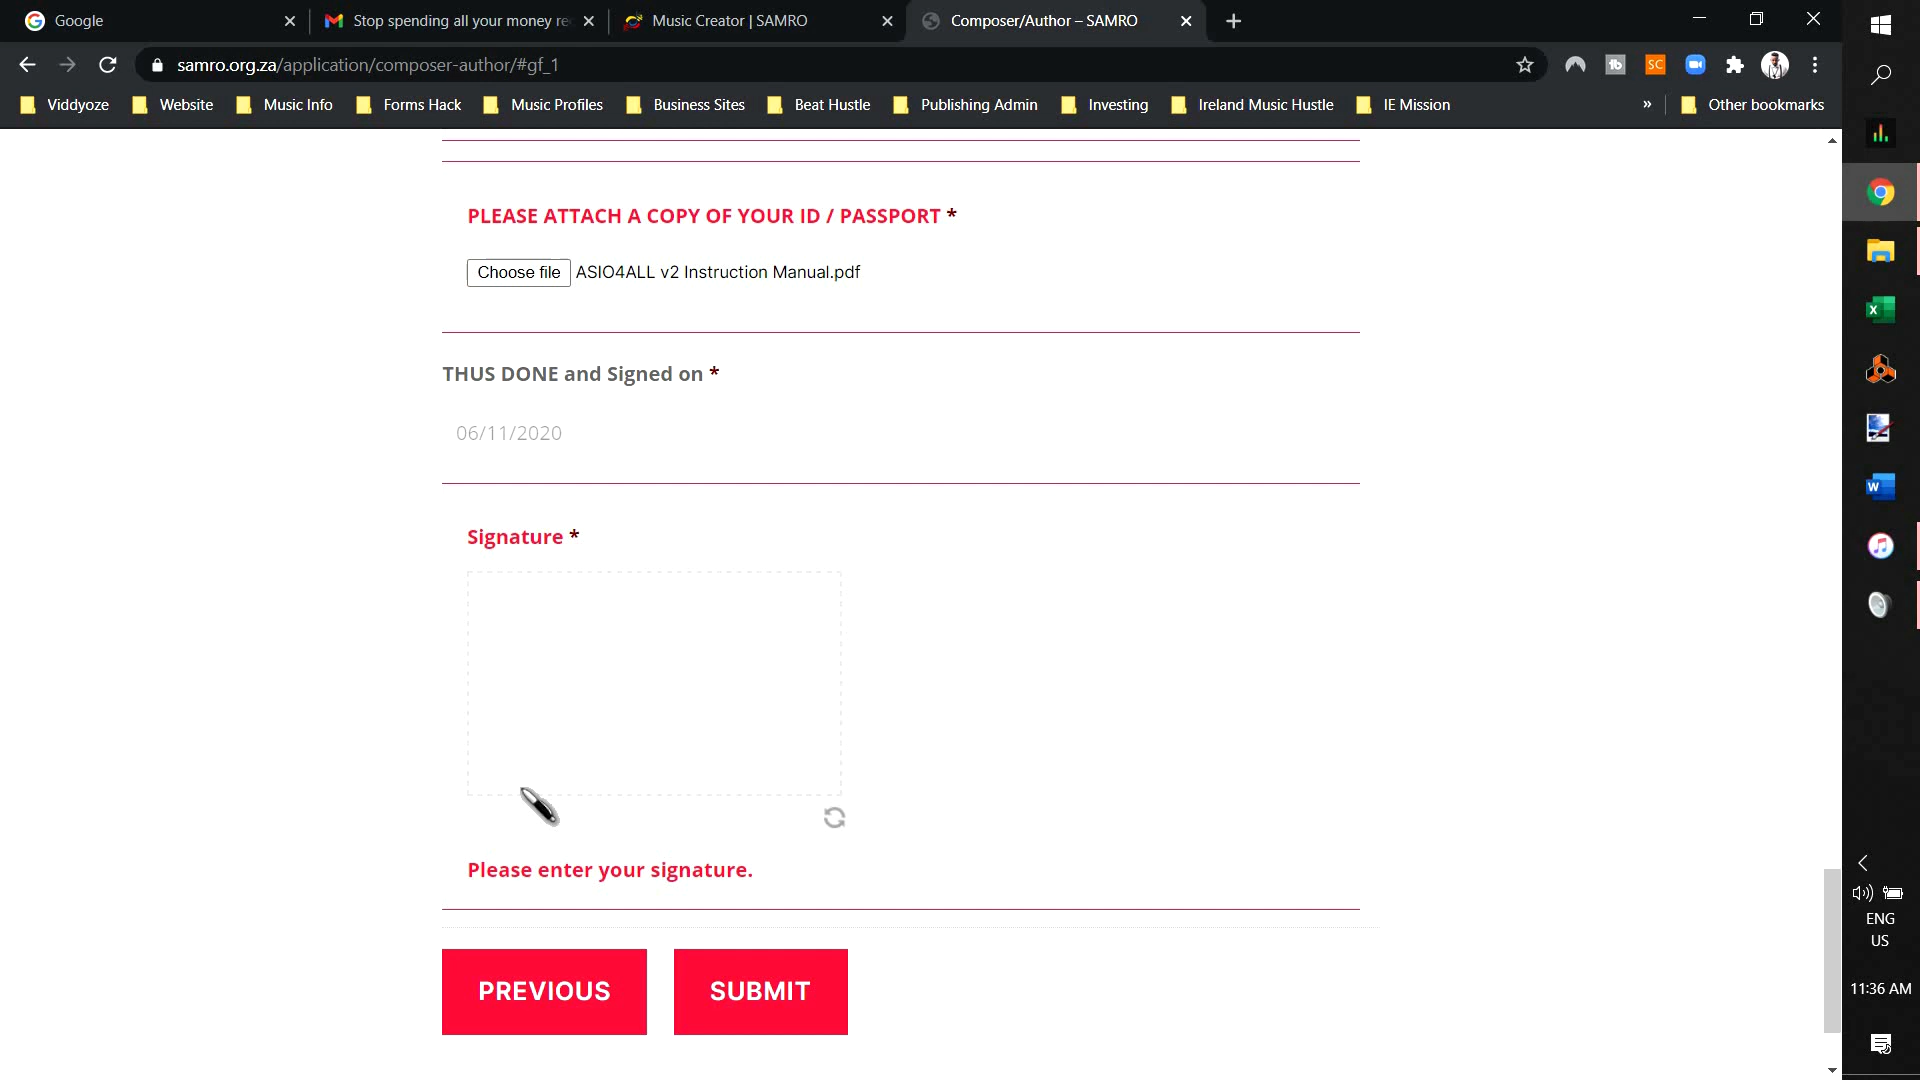 Google
Stop spending all your money re
Music Creator | SAMRO
Composer/Author – SAMRO
samro.org.za/application/composer-author/#gf_1
tb
SC
Viddyoze
Website
Music Info
Forms Hack
Music Profiles
Business Sites
Beat Hustle
Publishing Admin
Investing
Ireland Music Hustle
IE Mission
»
Other bookmarks
PLEASE ATTACH A COPY OF YOUR ID / PASSPORT *
Choose file ASIO4ALL v2 Instruction Manual.pdf
THUS DONE and Signed on *
06/11/2020
Signature *
Please enter your signature.
PREVIOUS
SUBMIT
ENG
US
11:36 AM